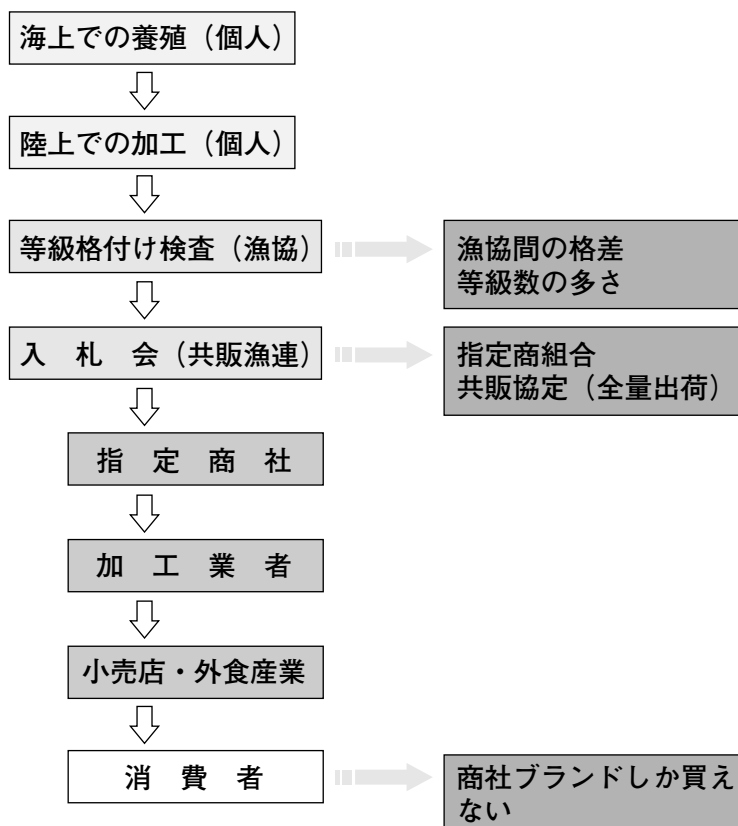 海上での養殖（個人）
陸上での加工（個人）
等級格付け検査（漁協）
漁協間の格差
等級数の多さ
入　札　会（共販漁連）
指定商組合
共販協定（全量出荷）
指　定　商　社
加　工　業　者
小売店・外食産業
消　費　者
商社ブランドしか買え
ない